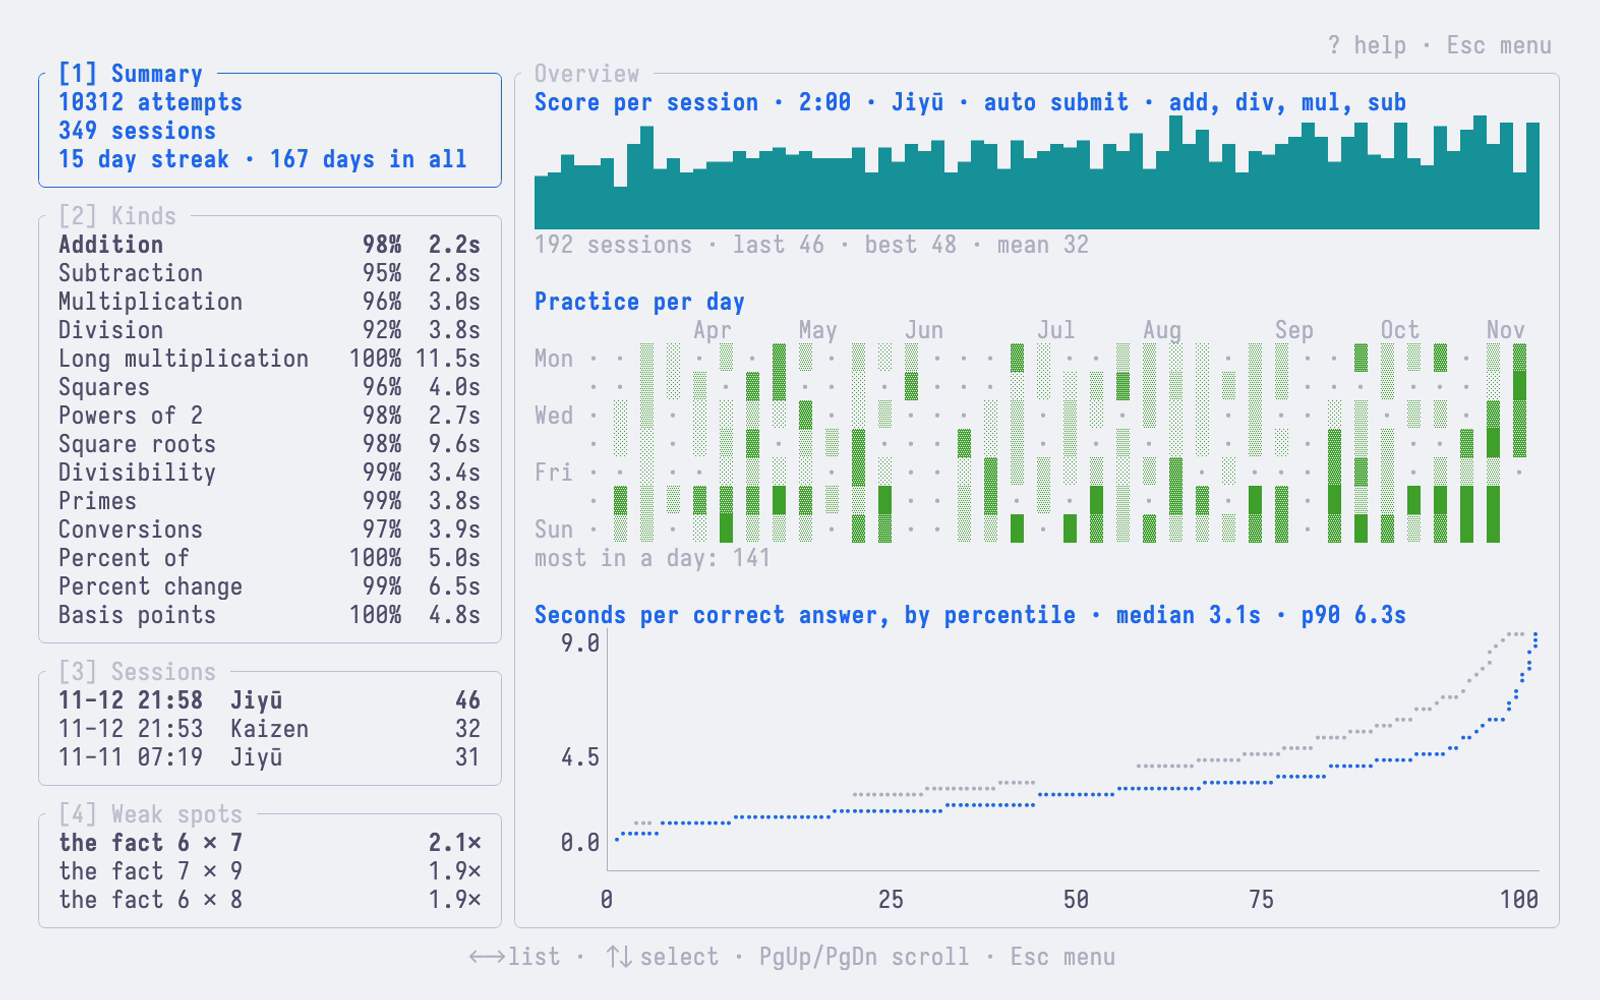 ? help · Esc menu
[1] Summary
10312 attempts
349 sessions
15 day streak · 167 days in all
[2] Kinds
Addition 98% 2.2s
Subtraction 95% 2.8s
Multiplication 96% 3.0s
Division 92% 3.8s
Long multiplication 100% 11.5s
Squares 96% 4.0s
Powers of 2 98% 2.7s
Square roots 98% 9.6s
Divisibility 99% 3.4s
Primes 99% 3.8s
Conversions 97% 3.9s
Percent of 100% 5.0s
Percent change 99% 6.5s
Basis points 100% 4.8s
[3] Sessions
11-12 21:58 Jiyū 46
11-12 21:53 Kaizen 32
11-11 07:19 Jiyū 31
[4] Weak spots
the fact 6 × 7 2.1×
the fact 7 × 9 1.9×
the fact 6 × 8 1.9×
Overview
Score per session · 2:00 · Jiyū · auto submit · add, div, mul, sub
192 sessions · last 46 · best 48 · mean 32
Practice per day
Apr May Jun Jul Aug Sep Oct Nov
Mon
Wed
Fri
Sun
most in a day: 141
Seconds per correct answer, by percentile · median 3.1s · p90 6.3s
9.0
4.5
0.0
0 25 50 75 100
←→list · ↑↓select · PgUp/PgDn scroll · Esc menu